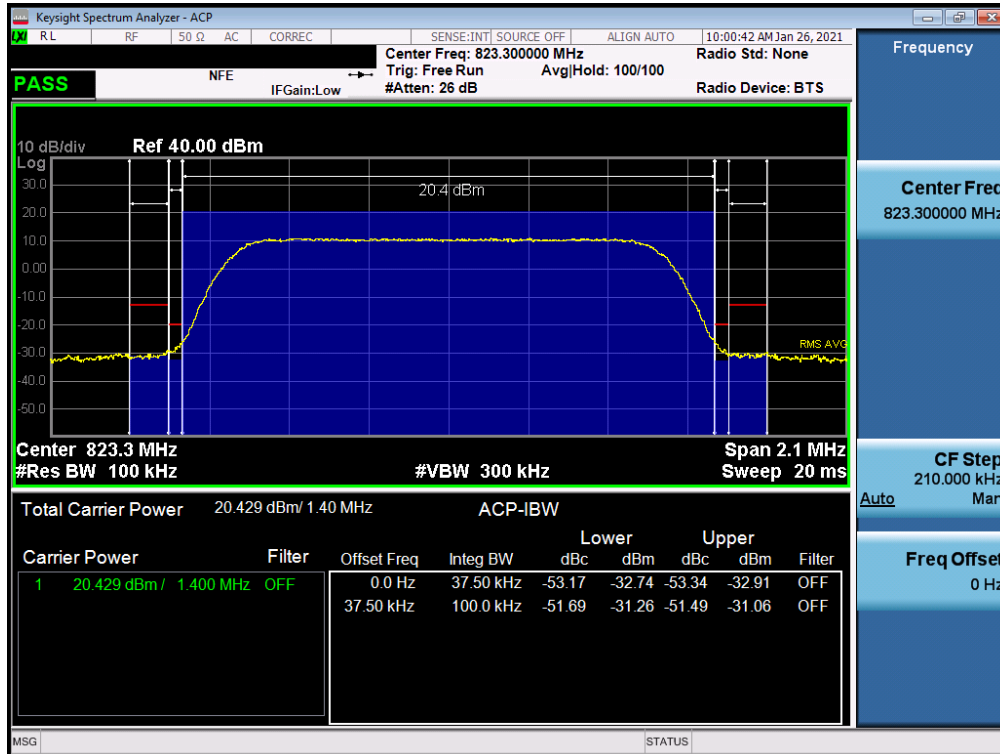 Keysight Spectrum Analyzer - ACP
LXI RL RF 50 Ω AC CORREC SENSE:INT SOURCE OFF ALIGN AUTO 10:00:42 AM Jan 26, 2021
Center Freq: 823.300000 MHz Radio Std: None
NFE Trig: Free Run Avg|Hold: 100/100
PASS IFGain:Low #Atten: 26 dB Radio Device: BTS
10 dB/div Ref 40.00 dBm
Log
30.0
20.4 dBm
20.0
10.0
0.00
-10.0
-20.0
RMS AVG
-30.0
-40.0
-50.0
Center 823.3 MHz Span 2.1 MHz
#Res BW 100 kHz #VBW 300 kHz Sweep 20 ms
Total Carrier Power 20.429 dBm/ 1.40 MHz ACP-IBW
Lower Upper
Carrier Power Filter Offset Freq Integ BW dBc dBm dBc dBm Filter
1 20.429 dBm / 1.400 MHz OFF 0.0 Hz 37.50 kHz -53.17 -32.74 -53.34 -32.91 OFF
37.50 kHz 100.0 kHz -51.69 -31.26 -51.49 -31.06 OFF
MSG STATUS
Frequency
Center Freq
823.300000 MHz
CF Step
210.000 kHz
Auto Man
Freq Offset
0 Hz